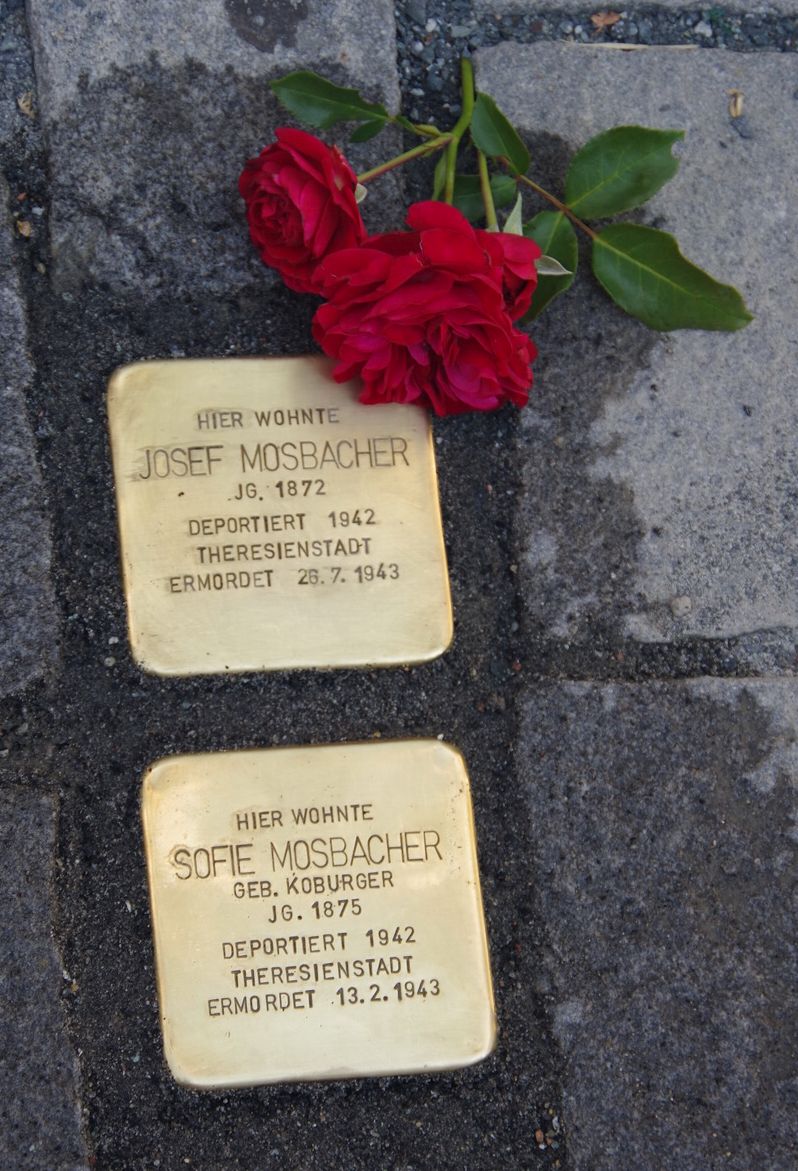 HIER WOHNTE
JOSEF MOSBACHER
JG. 1872
DEPORTIERT 1942
THERESIENSTADT
ERMORDET 26.7.1943
HIER WOHNTE
SOFIE MOSBACHER
GEB. KOBURGER
JG. 1875
DEPORTIERT 1942
THERESIENSTADT
ERMORDET 13.2.1943